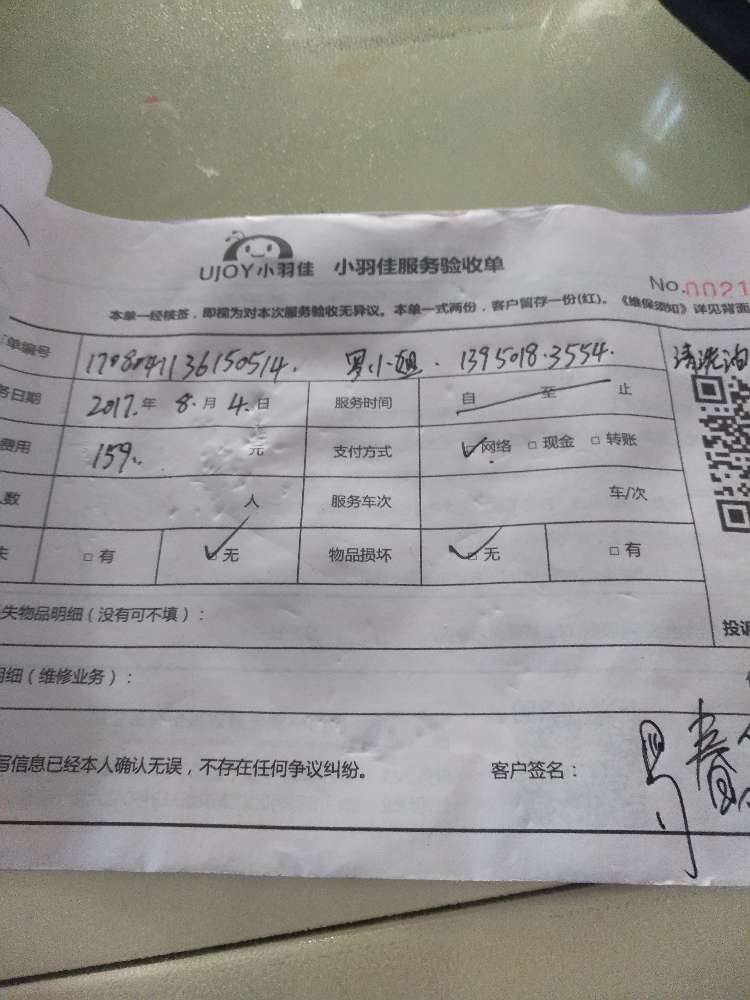 UJOY小羽佳 小羽佳服务验收单
No.0021
本单一经核签，即视为对本次服务验收无异议。本单一式两份，客户留存一份(红)。《维保须知》详见背面
单编号 小姐. 1395018.3554. 清洗油
务日期 2017.年 8.月 4.日 服务时间 自 至 止
费用 159. 元 支付方式 网络 现金 转账
人数 人 服务车次 车/次
失 有 无 物品损坏 无 有
失物品明细（没有可不填）：
投诉
明细（维修业务）：
写信息已经本人确认无误，不存在任何争议纠纷。 客户签名：